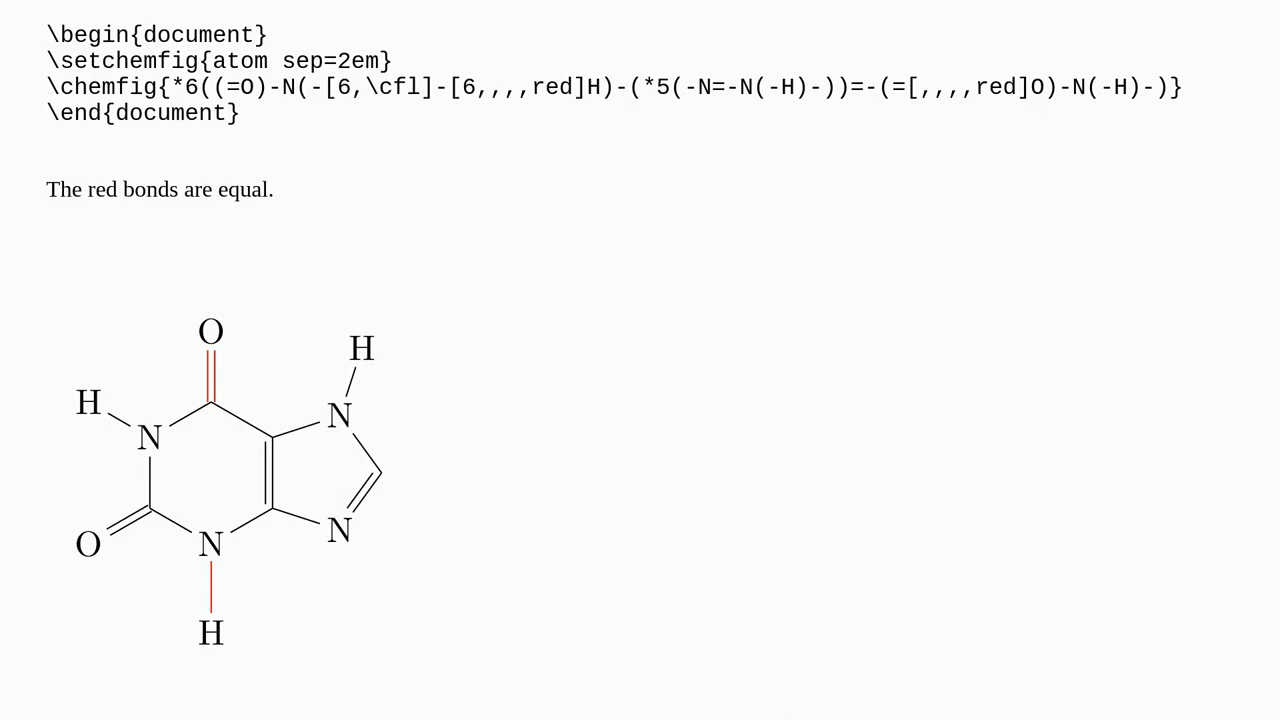 \begin{document}
\setchemfig{atom sep=2em}
\chemfig{*6((=O)-N(-[6,\cfl]-[6,,,,red]H)-(*5(-N=-N(-H)-))=-(=[,,,,red]O)-N(-H)-)}
\end{document}
The red bonds are equal.
O
H
H
N
N
O
N
N
H